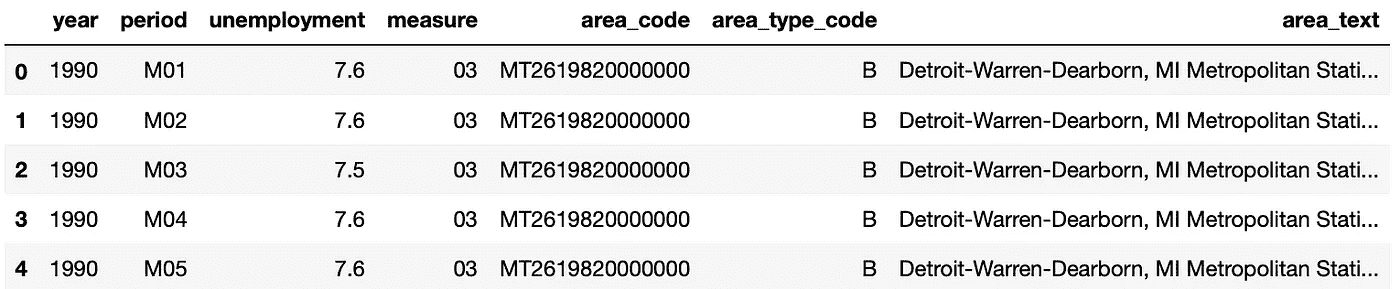 year period unemployment measure area_code area_type_code area_text
0 1990 M01 7.6 03 MT2619820000000 B Detroit-Warren-Dearborn, MI Metropolitan Stati...
1 1990 M02 7.6 03 MT2619820000000 B Detroit-Warren-Dearborn, MI Metropolitan Stati...
2 1990 M03 7.5 03 MT2619820000000 B Detroit-Warren-Dearborn, MI Metropolitan Stati...
3 1990 M04 7.6 03 MT2619820000000 B Detroit-Warren-Dearborn, MI Metropolitan Stati...
4 1990 M05 7.6 03 MT2619820000000 B Detroit-Warren-Dearborn, MI Metropolitan Stati...